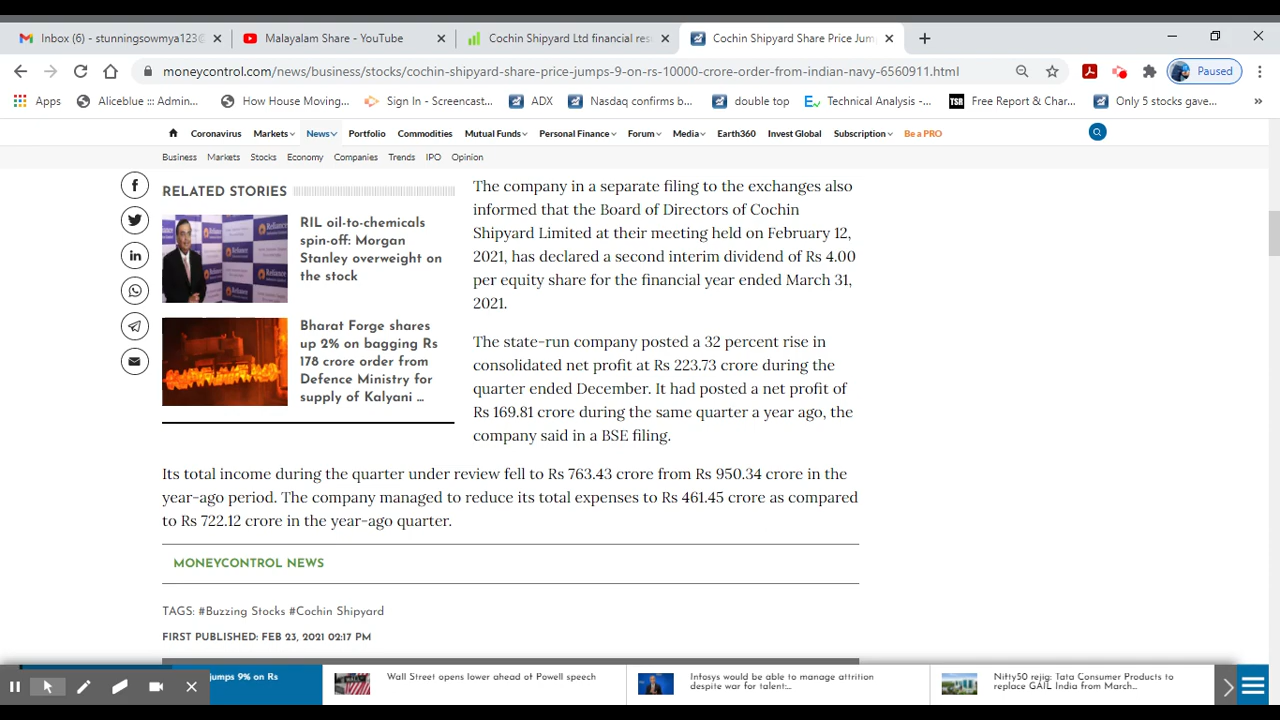 Inbox (6) - stunningsowmya123@
Malayalam Share - YouTube
Cochin Shipyard Ltd financial res
Cochin Shipyard Share Price Jum
moneycontrol.com/news/business/stocks/cochin-shipyard-share-price-jumps-9-on-rs-10000-crore-order-from-indian-navy-6560911.html
Paused
Apps
Aliceblue ::: Admin...
How House Moving...
Sign In - Screencast...
ADX
Nasdaq confirms b...
double top
Technical Analysis -...
TSR
Free Report & Char...
Only 5 stocks gave...
Coronavirus
Markets
News
Portfolio
Commodities
Mutual Funds
Personal Finance
Forum
Media
Earth360
Invest Global
Subscription
Be a PRO
Business
Markets
Stocks
Economy
Companies
Trends
IPO
Opinion
RELATED STORIES
RIL oil-to-chemicals
spin-off: Morgan
Stanley overweight on
the stock
Bharat Forge shares
up 2% on bagging Rs
178 crore order from
Defence Ministry for
supply of Kalyani ...
The company in a separate filing to the exchanges also
informed that the Board of Directors of Cochin
Shipyard Limited at their meeting held on February 12,
2021, has declared a second interim dividend of Rs 4.00
per equity share for the financial year ended March 31,
2021.
The state-run company posted a 32 percent rise in
consolidated net profit at Rs 223.73 crore during the
quarter ended December. It had posted a net profit of
Rs 169.81 crore during the same quarter a year ago, the
company said in a BSE filing.
Its total income during the quarter under review fell to Rs 763.43 crore from Rs 950.34 crore in the
year-ago period. The company managed to reduce its total expenses to Rs 461.45 crore as compared
to Rs 722.12 crore in the year-ago quarter.
MONEYCONTROL NEWS
TAGS: #Buzzing Stocks #Cochin Shipyard
FIRST PUBLISHED: FEB 23, 2021 02:17 PM
jumps 9% on Rs
Wall Street opens lower ahead of Powell speech
Infosys would be able to manage attrition
despite war for talent:...
Nifty50 rejig: Tata Consumer Products to
replace GAIL India from March...